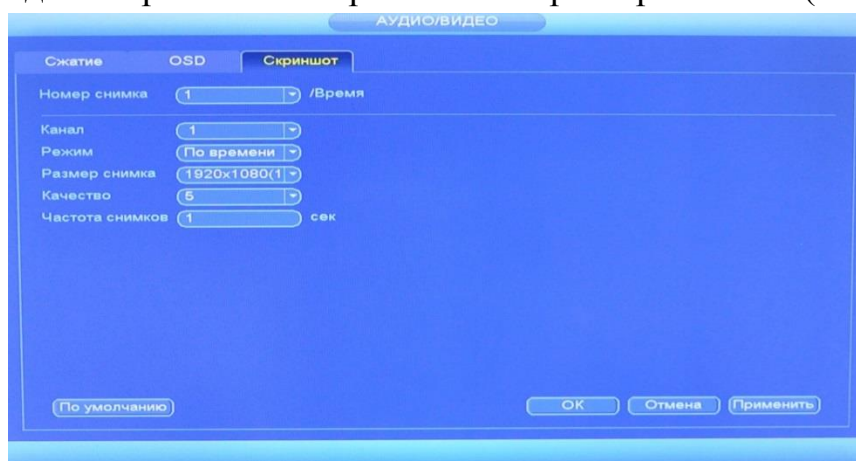 АУДИО/ВИДЕО
Сжатие OSD Скриншот
Номер снимка 1 /Время
Канал 1
Режим По времени
Размер снимка 1920x1080(1
Качество 5
Частота снимков 1 сек
По умолчанию OK Отмена Применить